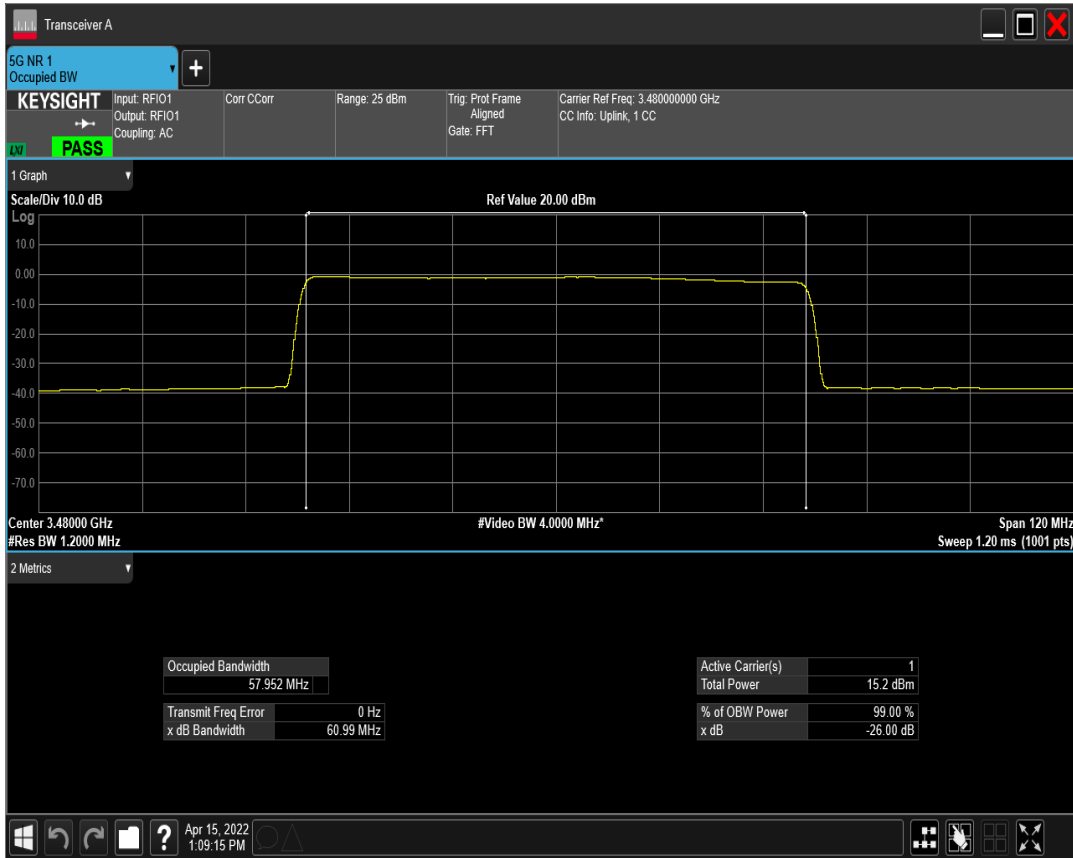 Transceiver A
5G NR 1
Occupied BW
+
KEYSIGHT
LXI
PASS
Input: RFIO1
Output: RFIO1
Coupling: AC
Corr CCorr
Range: 25 dBm
Trig: Prot Frame
Aligned
Gate: FFT
Carrier Ref Freq: 3.480000000 GHz
CC Info: Uplink, 1 CC
1 Graph
Scale/Div 10.0 dB
Ref Value 20.00 dBm
Log
10.0
0.00
-10.0
-20.0
-30.0
-40.0
-50.0
-60.0
-70.0
Center 3.48000 GHz
#Video BW 4.0000 MHz*
Span 120 MHz
#Res BW 1.2000 MHz
Sweep 1.20 ms (1001 pts)
2 Metrics
Occupied Bandwidth
57.952 MHz
Transmit Freq Error 0 Hz
x dB Bandwidth 60.99 MHz
Active Carrier(s) 1
Total Power 15.2 dBm
% of OBW Power 99.00 %
x dB -26.00 dB
?
Apr 15, 2022
1:09:15 PM